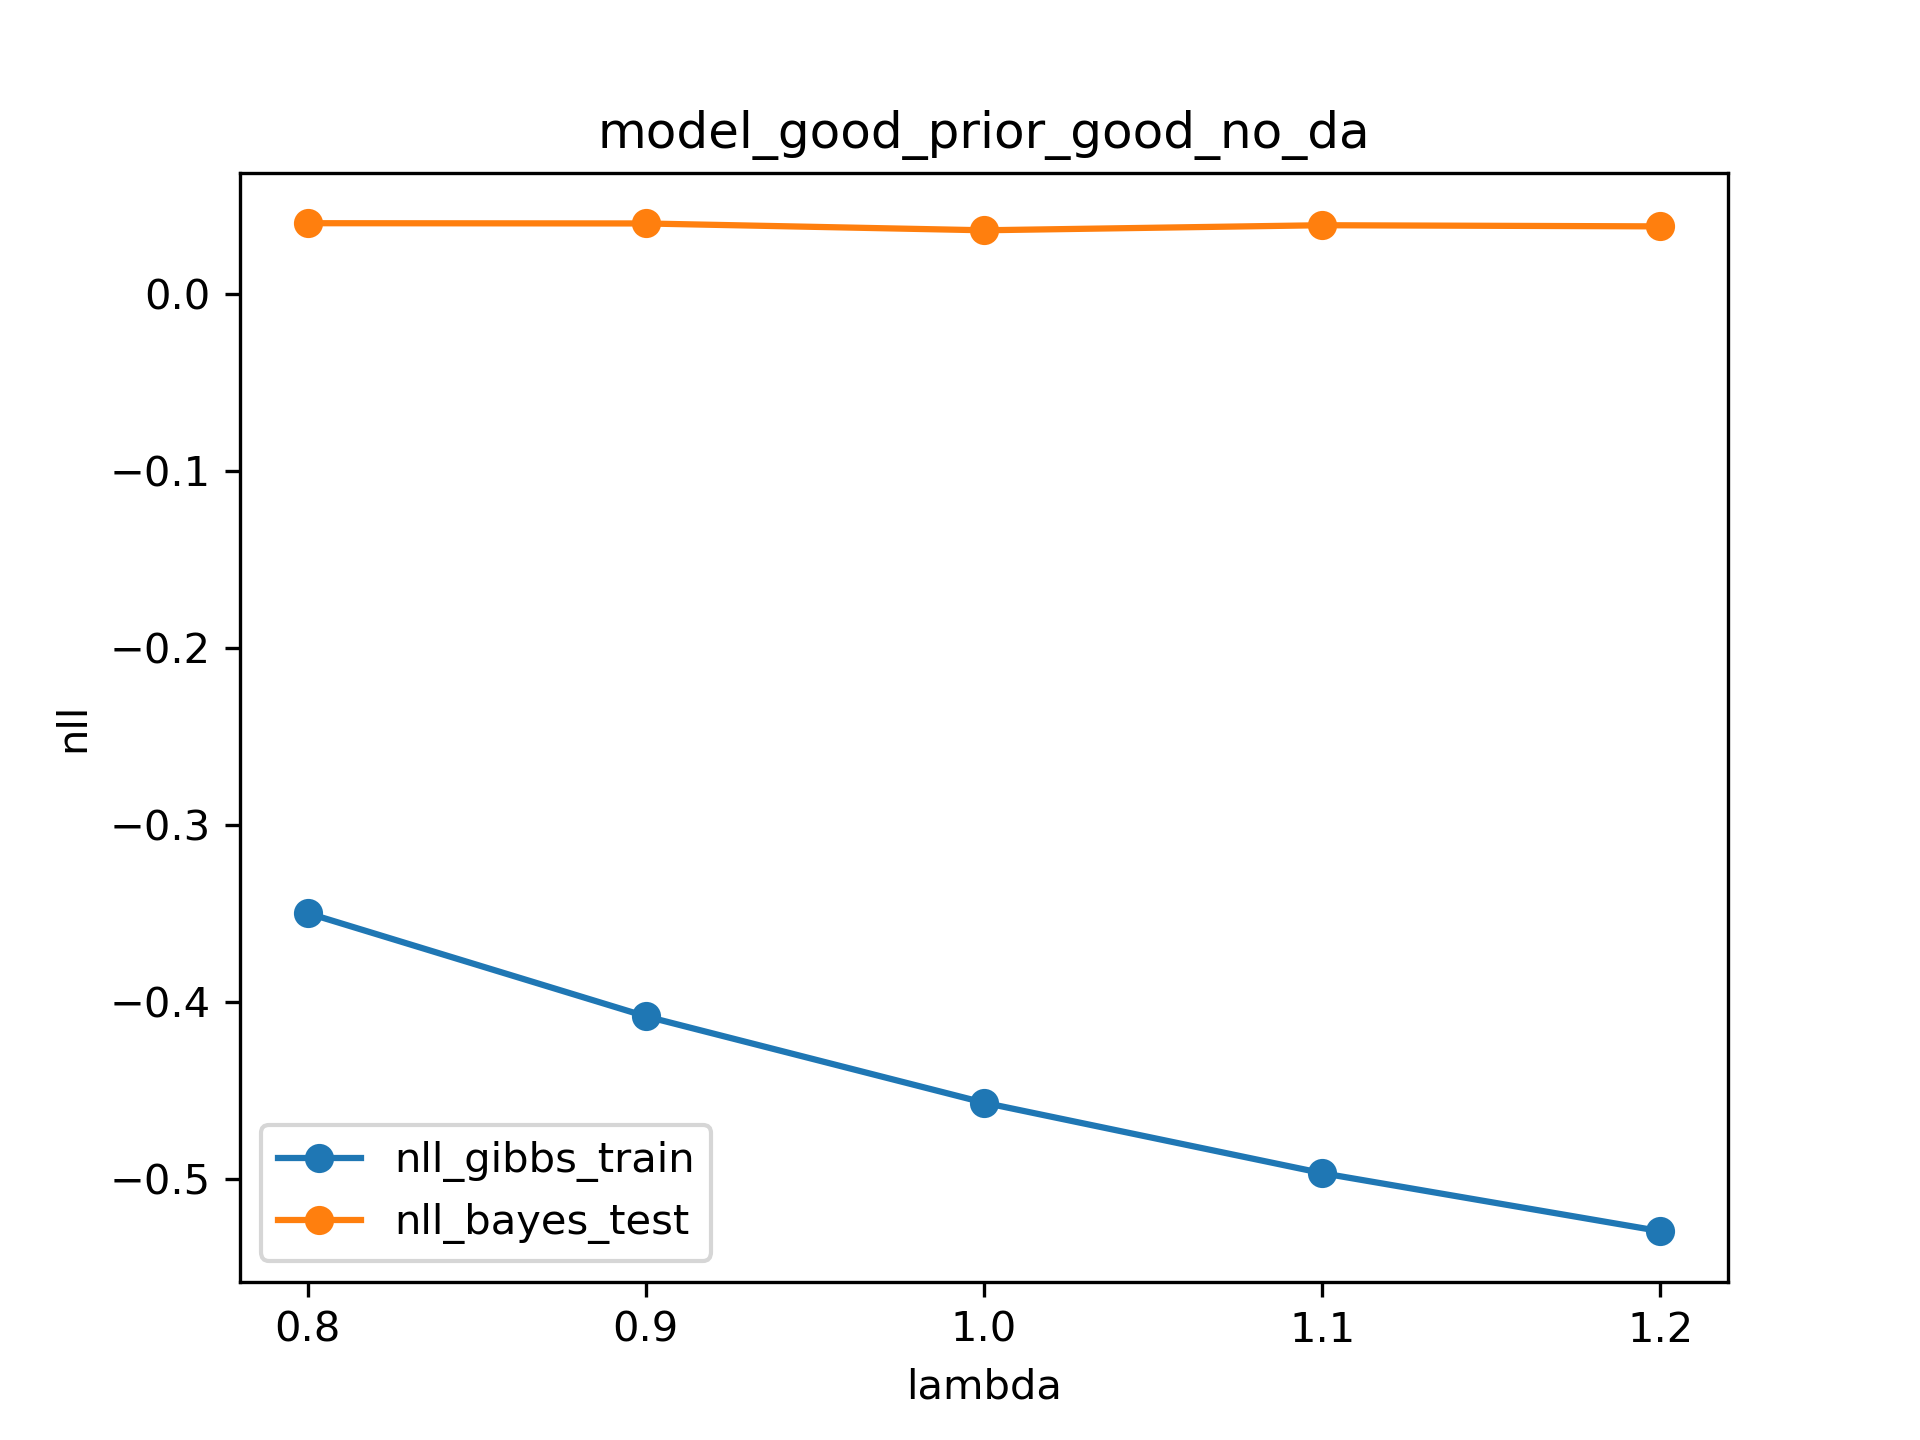 model_good_prior_good_no_da
0.0
−0.1
−0.2
−0.3
−0.4
−0.5
nll
nll_gibbs_train
nll_bayes_test
0.8 0.9 1.0 1.1 1.2
lambda